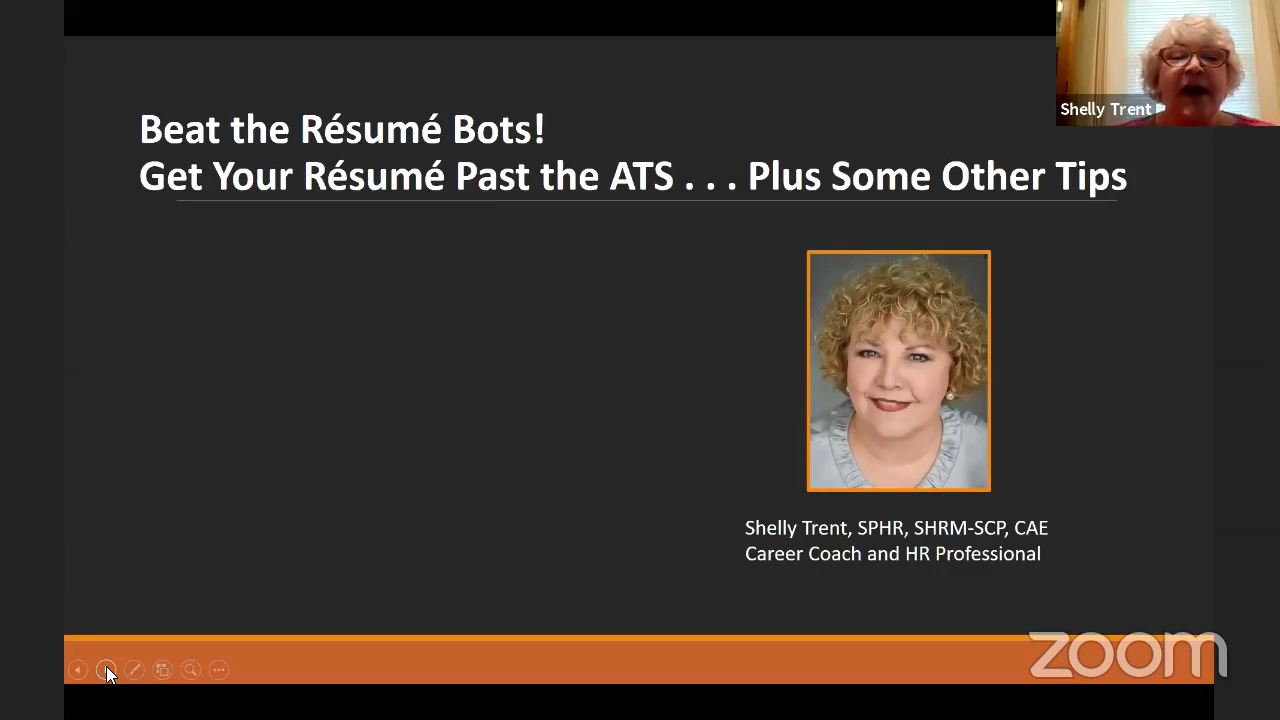 Shelly Trent
Beat the Résumé Bots!
Get Your Résumé Past the ATS . . . Plus Some Other Tips
Shelly Trent, SPHR, SHRM-SCP, CAE
Career Coach and HR Professional
zoom